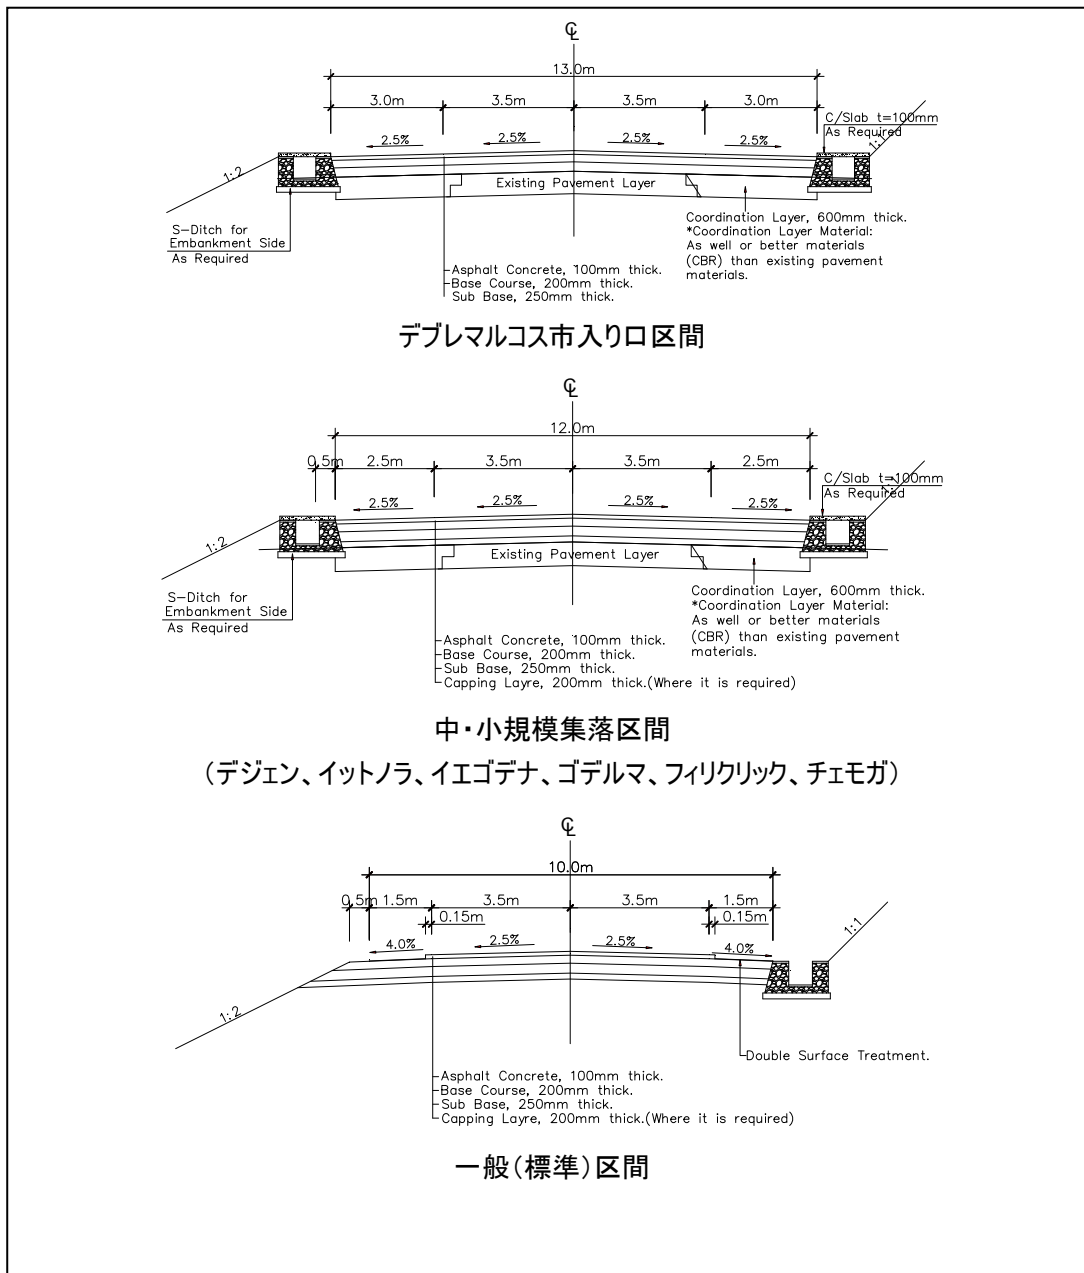 ℄
13.0m
3.0m 3.5m 3.5m 3.0m
C/Slab t=100mm
As Required
2.5% 2.5% 2.5% 2.5%
1:2
1:1
Existing Pavement Layer
S-Ditch for
Embankment Side
As Required
Coordination Layer, 600mm thick.
*Coordination Layer Material:
As well or better materials
(CBR) than existing pavement
materials.
Asphalt Concrete, 100mm thick.
Base Course, 200mm thick.
Sub Base, 250mm thick.
デブレマルコス市入り口区間
℄
12.0m
0.5m 2.5m 3.5m 3.5m 2.5m
C/Slab t=100mm
As Required
2.5% 2.5% 2.5% 2.5%
1:2
1:1
Existing Pavement Layer
S-Ditch for
Embankment Side
As Required
Coordination Layer, 600mm thick.
*Coordination Layer Material:
As well or better materials
(CBR) than existing pavement
materials.
Asphalt Concrete, 100mm thick.
Base Course, 200mm thick.
Sub Base, 250mm thick.
Capping Layre, 200mm thick.(Where it is required)
中・小規模集落区間
（デジェン、イットノラ、イエゴデナ、ゴデルマ、フィリクリック、チェモガ）
℄
10.0m
0.5m 1.5m 3.5m 3.5m 1.5m
0.15m 0.15m
4.0% 2.5% 2.5% 4.0%
1:1
1:2
Double Surface Treatment.
Asphalt Concrete, 100mm thick.
Base Course, 200mm thick.
Sub Base, 250mm thick.
Capping Layre, 200mm thick.(Where it is required)
一般（標準）区間